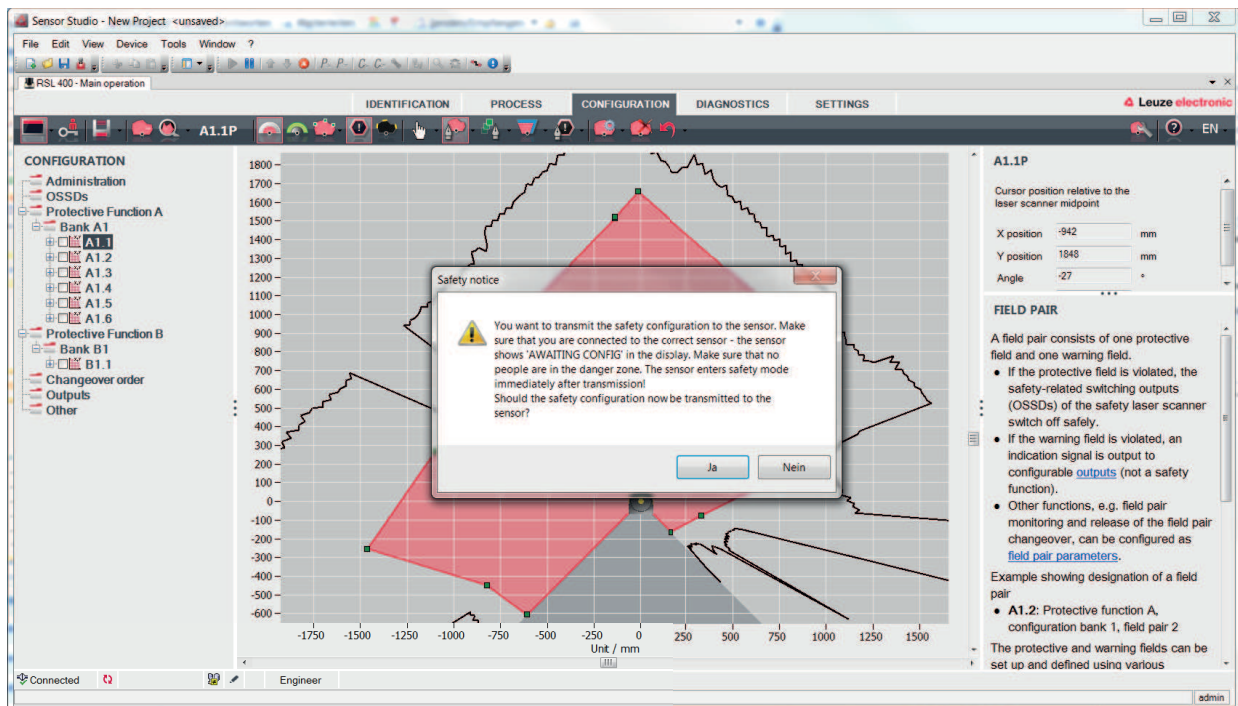 Sensor Studio - New Project <unsaved>
File Edit View Device Tools Window ?
P.. P.. C.. C..
RSL 400 - Main operation
IDENTIFICATION PROCESS CONFIGURATION DIAGNOSTICS SETTINGS
Leuze electronic
A1.1P
EN
CONFIGURATION
Administration
OSSDs
Protective Function A
Bank A1
A1.1
A1.2
A1.3
A1.4
A1.5
A1.6
Protective Function B
Bank B1
B1.1
Changeover order
Outputs
Other
1800
1700
1600
1500
1400
1300
1200
1100
1000
900
800
700
600
500
400
300
200
100
0
-100
-200
-300
-400
-500
-600
-1750 -1500 -1250 -1000 -750 -500 -250 0 250 500 750 1000 1250 1500
Unit / mm
Safety notice
You want to transmit the safety configuration to the sensor. Make
sure that you are connected to the correct sensor - the sensor
shows 'AWAITING CONFIG' in the display. Make sure that no
people are in the danger zone. The sensor enters safety mode
immediately after transmission!
Should the safety configuration now be transmitted to the
sensor?
Ja Nein
A1.1P
Cursor position relative to the
laser scanner midpoint
X position -942 mm
Y position 1848 mm
Angle -27 °
FIELD PAIR
A field pair consists of one protective
field and one warning field.
• If the protective field is violated, the
safety-related switching outputs
(OSSDs) of the safety laser scanner
switch off safely.
• If the warning field is violated, an
indication signal is output to
configurable outputs (not a safety
function).
• Other functions, e.g. field pair
monitoring and release of the field pair
changeover, can be configured as
field pair parameters.
Example showing designation of a field
pair
• A1.2: Protective function A,
configuration bank 1, field pair 2
The protective and warning fields can be
set up and defined using various
Connected Engineer
admin